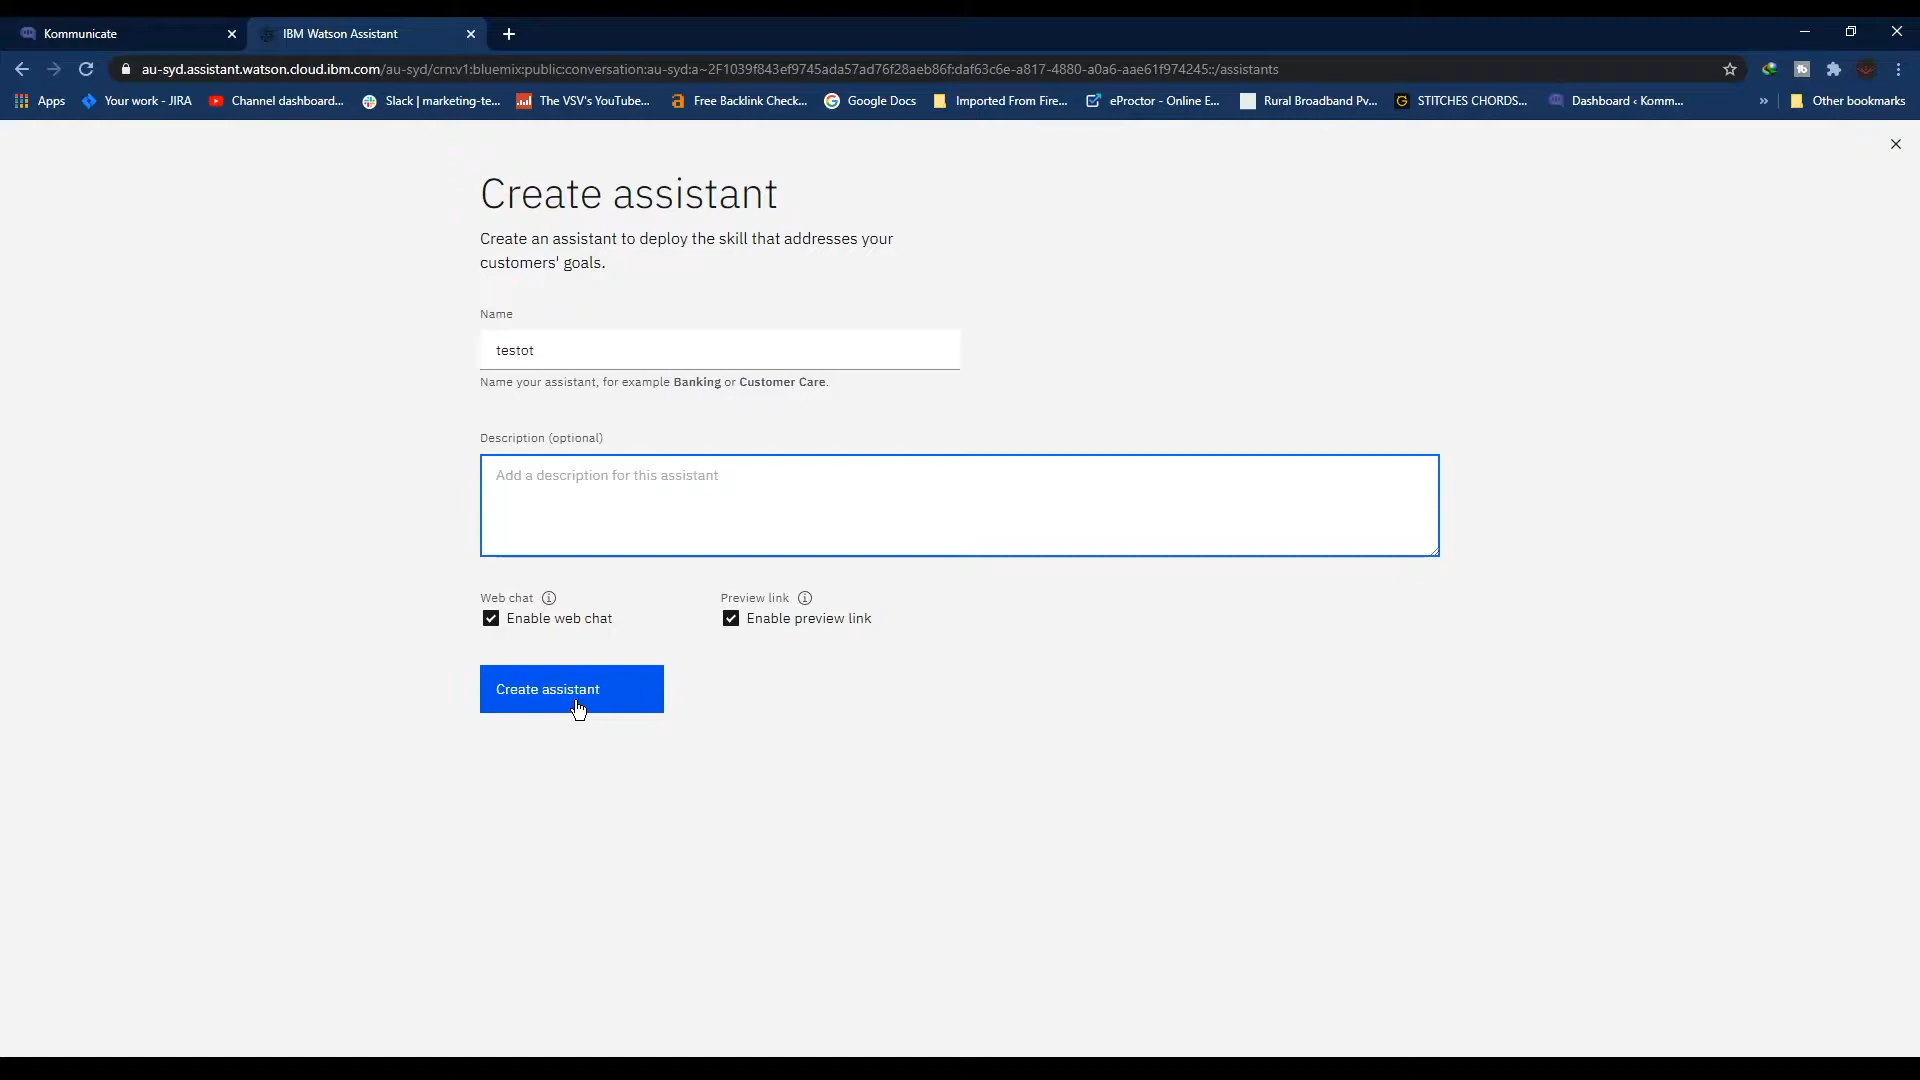 Kommunicate
IBM Watson Assistant
au-syd.assistant.watson.cloud.ibm.com/au-syd/crn:v1:bluemix:public:conversation:au-syd:a~2F1039f843ef9745ada57ad76f28aeb86f:daf63c6e-a817-4880-a0a6-aae61f974245::/assistants
Apps Your work - JIRA Channel dashboard... Slack | marketing-te... The VSV's YouTube... Free Backlink Check... Google Docs Imported From Fire... eProctor - Online E... Rural Broadband Pv... STITCHES CHORDS... Dashboard ‹ Komm... » Other bookmarks
Create assistant
Create an assistant to deploy the skill that addresses your
customers' goals.
Name
testot
Name your assistant, for example Banking or Customer Care.
Description (optional)
Add a description for this assistant
Web chat Preview link
Enable web chat Enable preview link
Create assistant